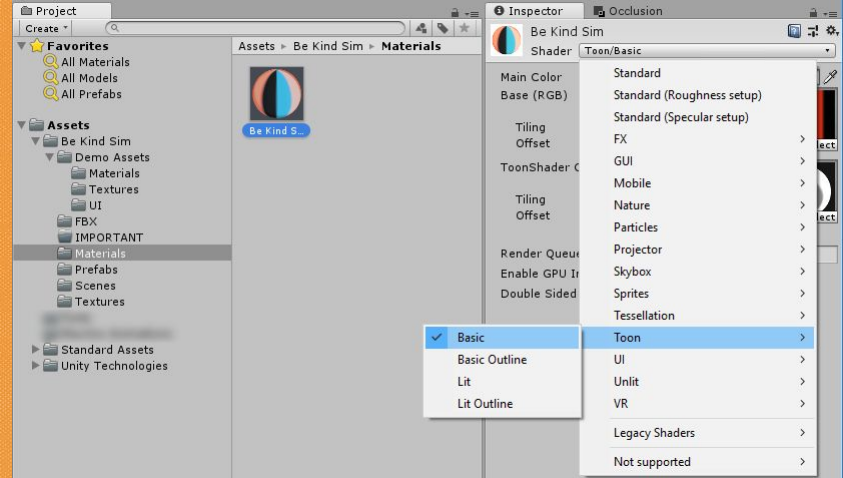 Project
Create
Favorites
All Materials
All Models
All Prefabs
Assets
Be Kind Sim
Demo Assets
Materials
Textures
UI
FBX
IMPORTANT
Materials
Prefabs
Scenes
Textures
Standard Assets
Unity Technologies
Assets Be Kind Sim Materials
Be Kind S...
Inspector Occlusion
Be Kind Sim
Shader Toon/Basic
Main Color
Base (RGB)
Tiling
Offset
ToonShader C
Tiling
Offset
Render Queue
Enable GPU In
Double Sided
lect
lect
Standard
Standard (Roughness setup)
Standard (Specular setup)
FX
GUI
Mobile
Nature
Particles
Projector
Skybox
Sprites
Tessellation
Toon
UI
Unlit
VR
Legacy Shaders
Not supported
Basic
Basic Outline
Lit
Lit Outline